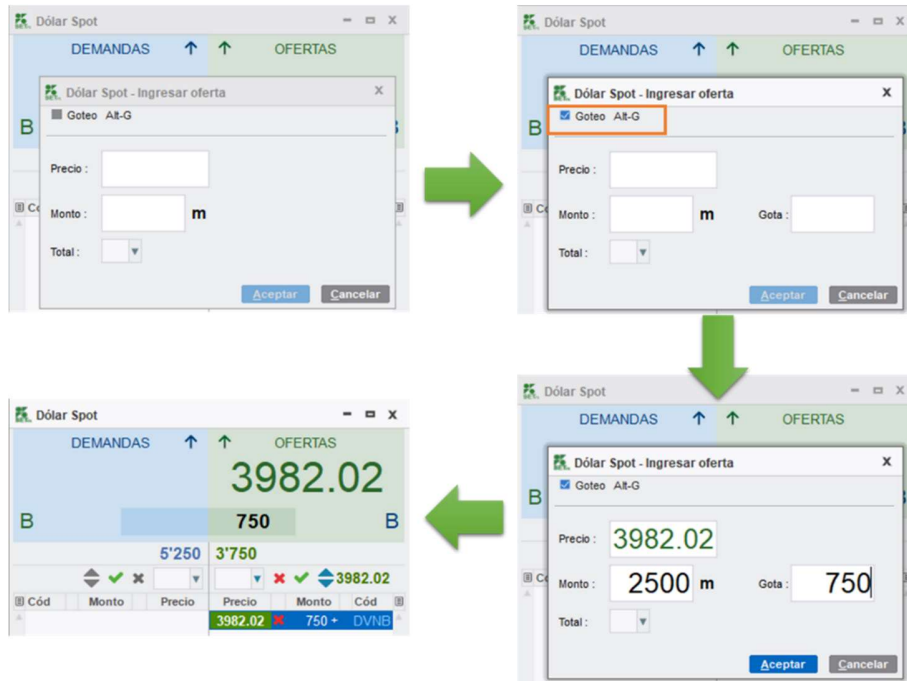 Dólar Spot
DEMANDAS OFERTAS
Dólar Spot - Ingresar oferta x
Goteo Alt-G
B
Precio :
Monto : m
Total :
Aceptar Cancelar
Dólar Spot
DEMANDAS OFERTAS
Dólar Spot - Ingresar oferta x
Goteo Alt-G
B
Precio :
Monto : m Gota :
Total :
Aceptar Cancelar
Dólar Spot
DEMANDAS OFERTAS
Dólar Spot - Ingresar oferta x
Goteo Alt-G
B
Precio : 3982.02
Monto : 2500 m Gota : 750
Total :
Aceptar Cancelar
Dólar Spot
DEMANDAS OFERTAS
3982.02
B 750 B
5'250 3'750
3982.02
Cód Monto Precio Precio Monto Cód
3982.02 750 + DVNB